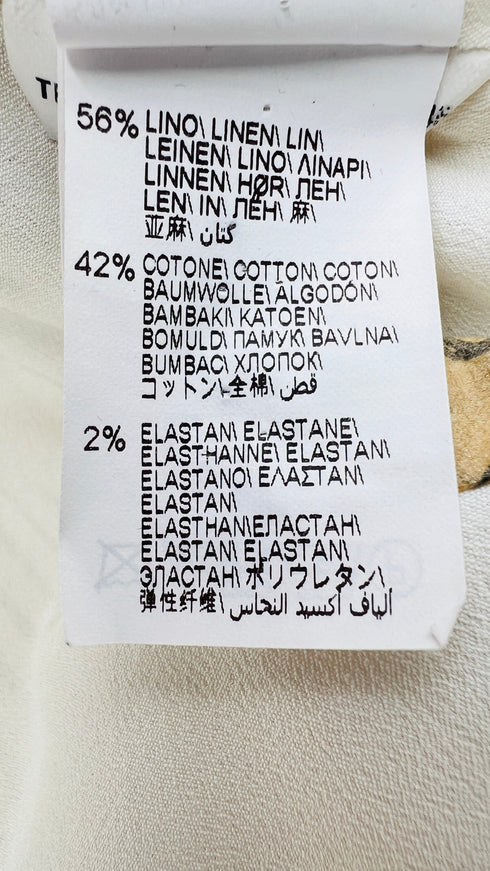 56% LINO\ LINEN\ LIN\
LEINEN\ LINO\ ΛΙΝΑΡΙ\
LINNEN\ HØR\ ЛЕН\
LEN\ IN\ ЛЕН\ 麻\
亚麻\ كتان
42% COTONE\ COTTON\ COTON\
BAUMWOLLE\ ALGODÓN\
BAMBAKI\ KATOEN\
BOMULD\ ПАМУК\ BAVLNA\
BUMBAC\ ХЛОПОК\
コットン\ 全棉\ قطن
2% ELASTAN\ ELASTANE\
ELASTHANNE\ ELASTAN\
ELASTANO\ ΕΛΑΣΤΑΝ\
ELASTAN\
ELASTHAN\ЕЛАСТАН\
ELASTAN\ ELASTAN\
ЭЛАСТАН\ ポリウレタン\
弹性纤维\ ألياف أكسيد النحاس